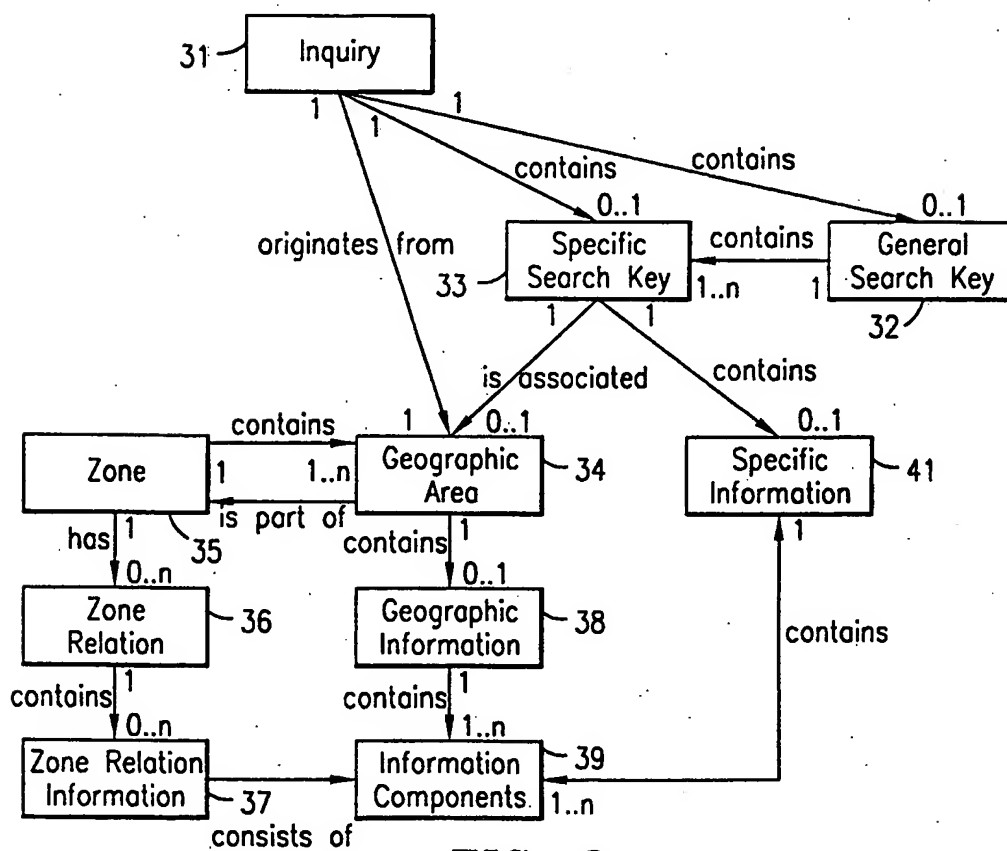 31
Inquiry
1
1
1
contains
contains
originates from
0..1
0..1
Specific
Search Key
33
contains
1..n
1
General
Search Key
32
1
1
is associated
contains
1
0..1
0..1
Zone
35
contains
1
1..n
is part of
Geographic
Area
34
Specific
Information
41
1
has
1
0..n
1
contains
0..1
1
Zone
Relation
36
Geographic
Information
38
contains
contains
1
0..n
contains
1
1..n
Zone Relation
Information
37
consists of
Information
Components
39
1..n